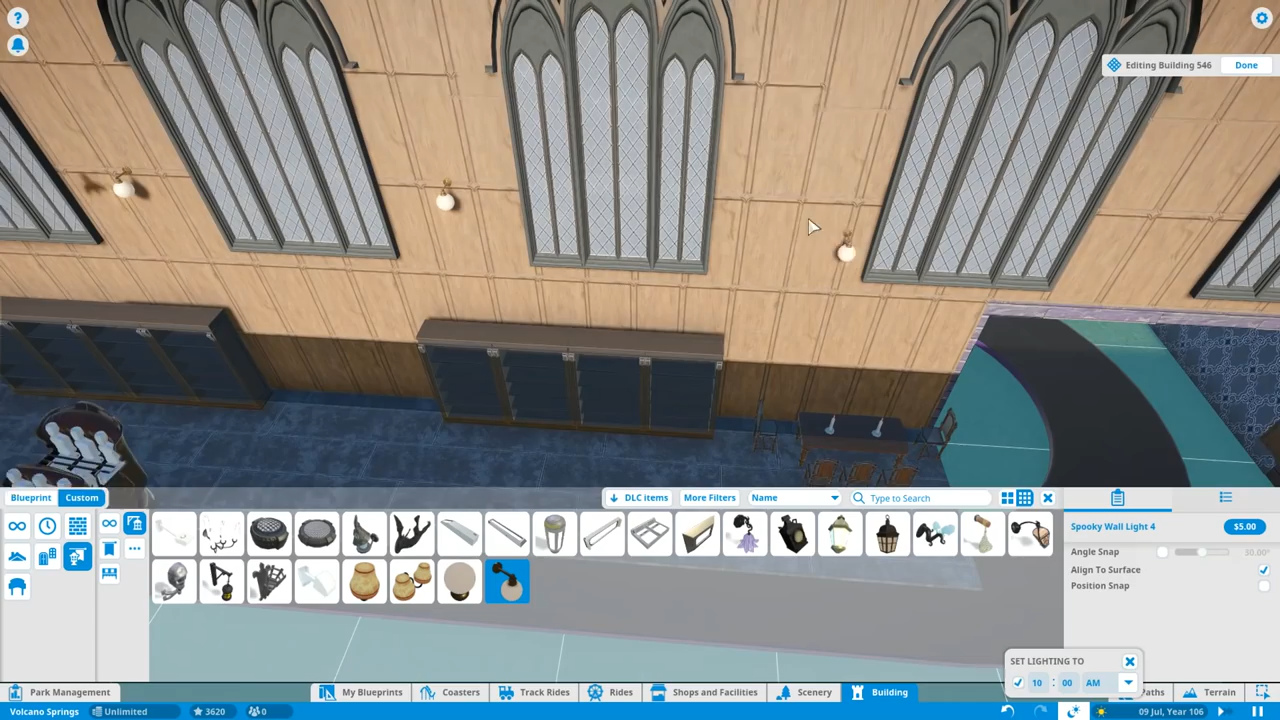 ?
Editing Building 546 Done
Blueprint Custom DLC items More Filters Name Type to Search
Spooky Wall Light 4 $5.00
Angle Snap 30.00°
Align To Surface
Position Snap
SET LIGHTING TO
10 : 00 AM
Park Management My Blueprints Coasters Track Rides Rides Shops and Facilities Scenery Building Paths Terrain
Volcano Springs Unlimited 3620 0 09 Jul, Year 106